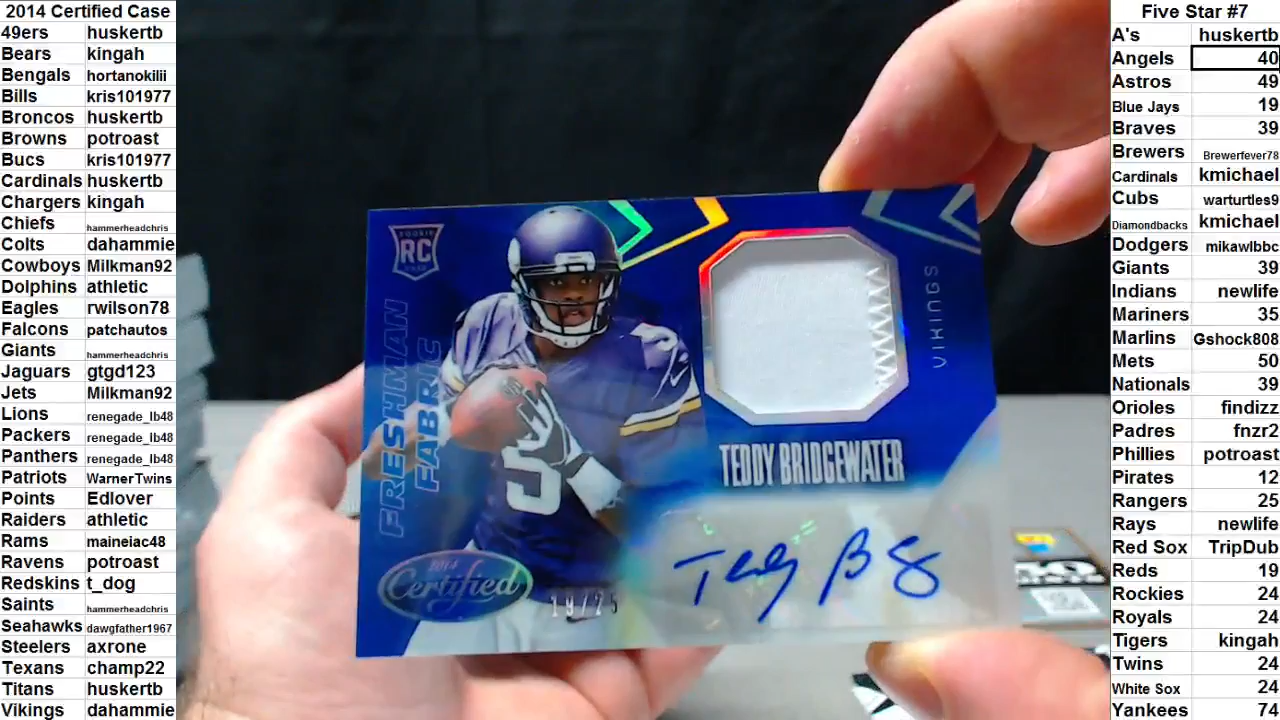 2014 Certified Case
49ers huskertb
Bears kingah
Bengals hortanokilii
Bills kris101977
Broncos huskertb
Browns potroast
Bucs kris101977
Cardinals huskertb
Chargers kingah
Chiefs hammerheadchris
Colts dahammie
Cowboys Milkman92
Dolphins athletic
Eagles rwilson78
Falcons patchautos
Giants hammerheadchris
Jaguars gtgd123
Jets Milkman92
Lions renegade_lb48
Packers renegade_lb48
Panthers renegade_lb48
Patriots WarnerTwins
Points Edlover
Raiders athletic
Rams maineiac48
Ravens potroast
Redskins t_dog
Saints hammerheadchris
Seahawks dawgfather1967
Steelers axrone
Texans champ22
Titans huskertb
Vikings dahammie
ROOKIE
RC
FRESHMAN
FABRIC
5
VIKINGS
TEDDY BRIDGEWATER
2014
Certified
19/25
Teddy B
Five Star #7
A's huskertb
Angels 40
Astros 49
Blue Jays 19
Braves 39
Brewers Brewerfever78
Cardinals kmichael
Cubs warturtles9
Diamondbacks kmichael
Dodgers mikawlbbc
Giants 39
Indians newlife
Mariners 35
Marlins Gshock808
Mets 50
Nationals 39
Orioles findizz
Padres fnzr2
Phillies potroast
Pirates 12
Rangers 25
Rays newlife
Red Sox TripDub
Reds 19
Rockies 24
Royals 24
Tigers kingah
Twins 24
White Sox 24
Yankees 74